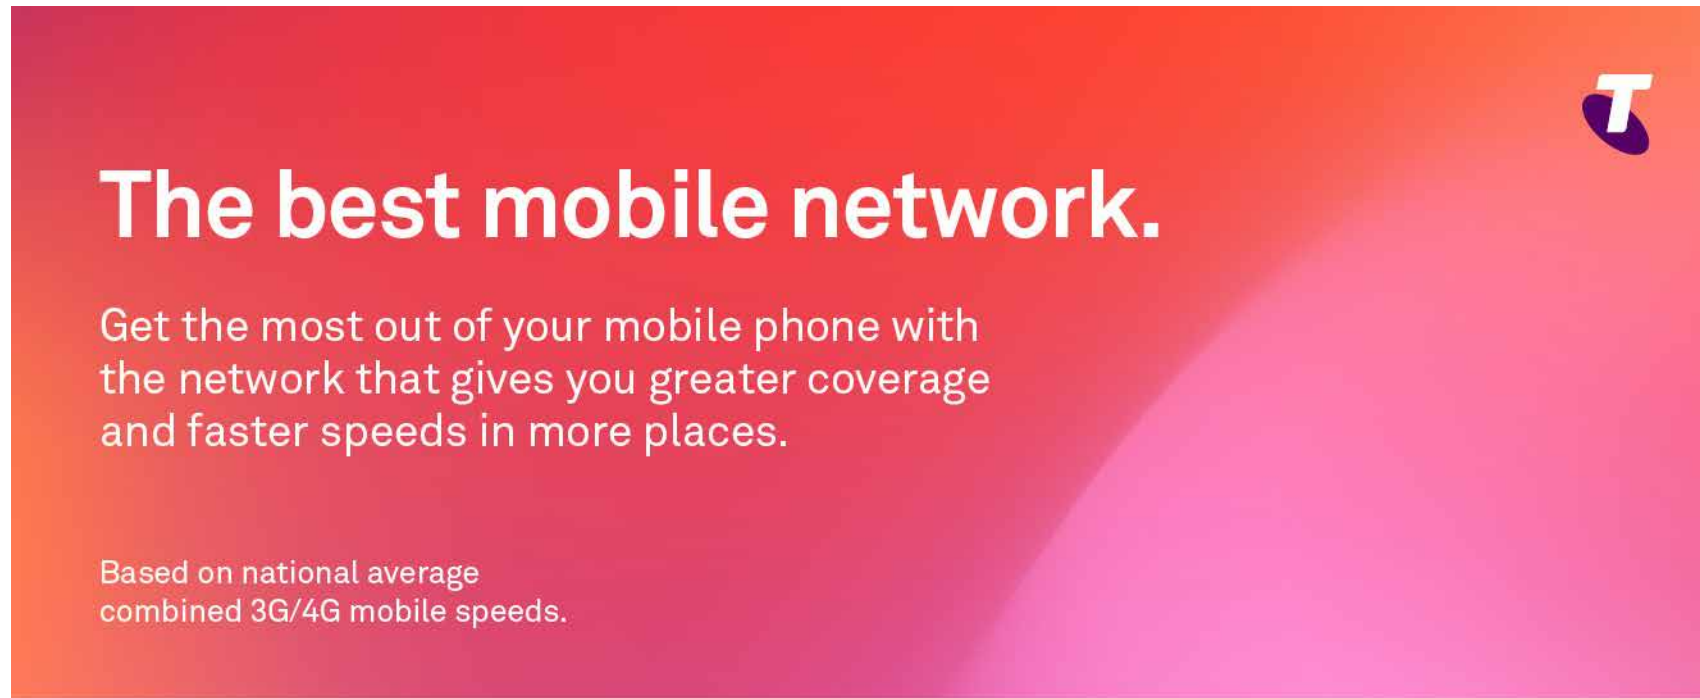 T
The best mobile network.
Get the most out of your mobile phone with
the network that gives you greater coverage
and faster speeds in more places.
Based on national average
combined 3G/4G mobile speeds.